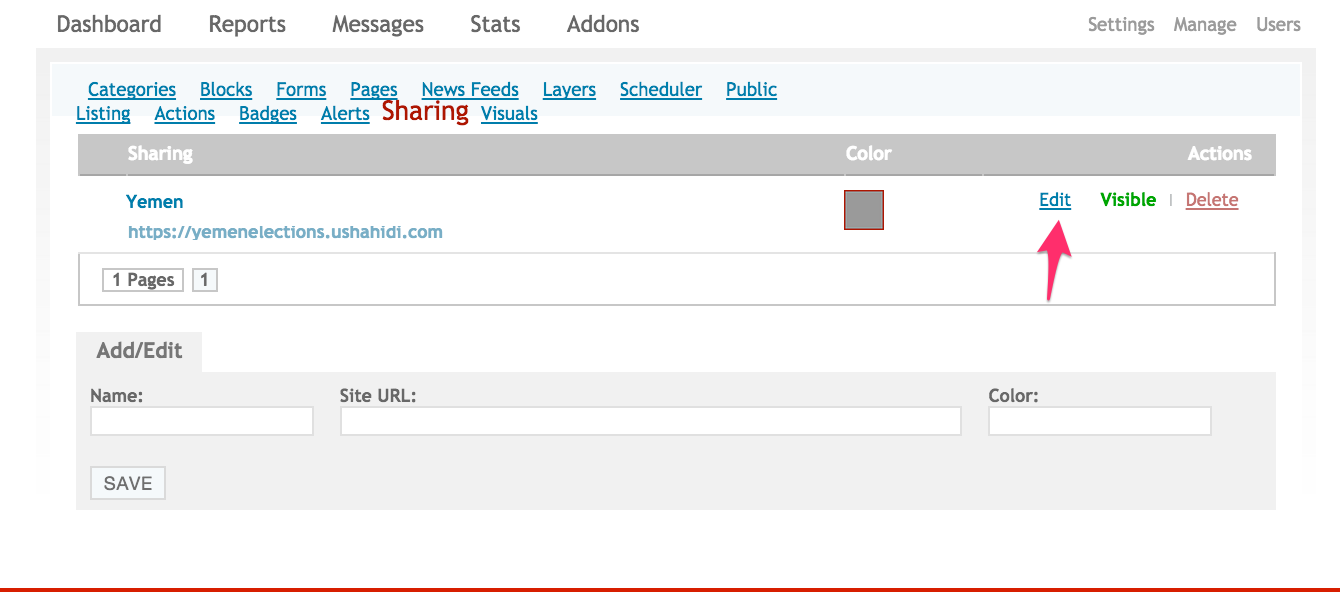 Dashboard Reports Messages Stats Addons Settings Manage Users
Categories Blocks Forms Pages News Feeds Layers Scheduler Public
Listing Actions Badges Alerts Sharing Visuals
Sharing Color Actions
Yemen Edit Visible | Delete
https://yemenelections.ushahidi.com
1 Pages 1
Add/Edit
Name: Site URL: Color:
SAVE